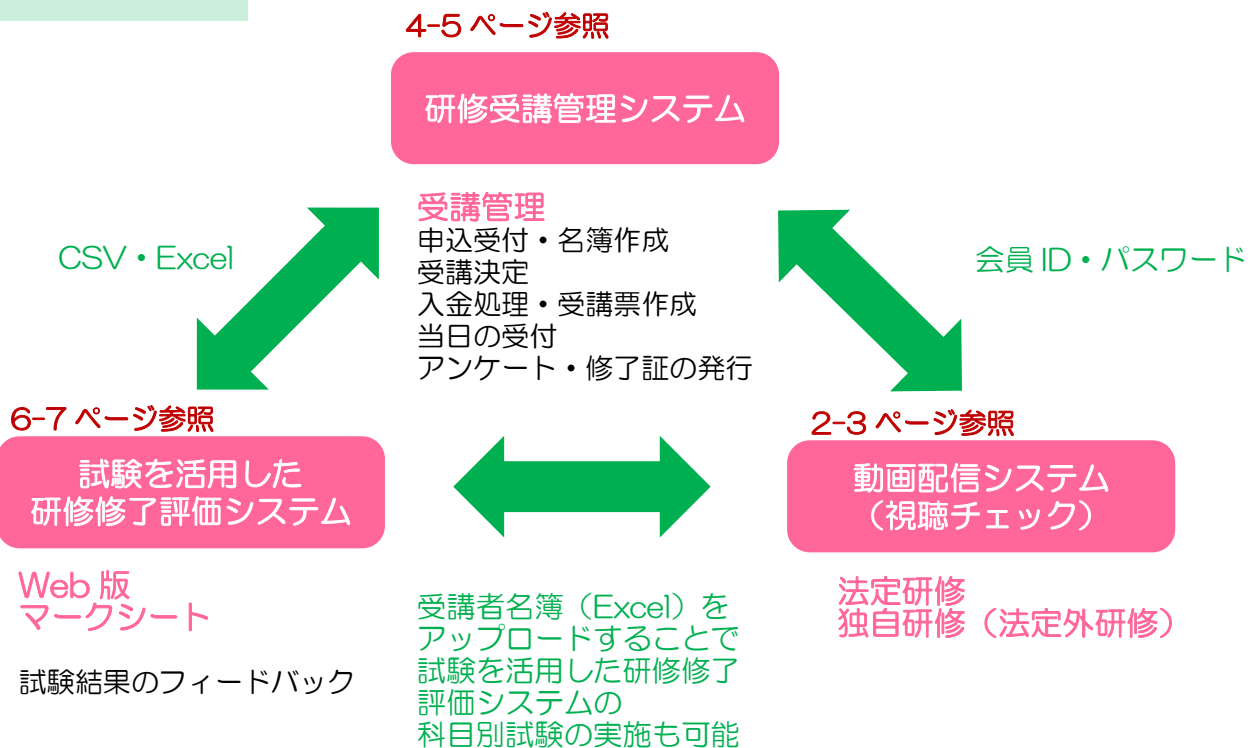 4-5 ページ参照
研修受講管理システム
受講管理
申込受付・名簿作成
受講決定
入金処理・受講票作成
当日の受付
アンケート・修了証の発行
CSV・Excel
会員 ID・パスワード
6-7 ページ参照
試験を活用した
研修修了評価システム
Web 版
マークシート
試験結果のフィードバック
受講者名簿（Excel）を
アップロードすることで
試験を活用した研修修了
評価システムの
科目別試験の実施も可能
2-3 ページ参照
動画配信システム
（視聴チェック）
法定研修
独自研修（法定外研修）